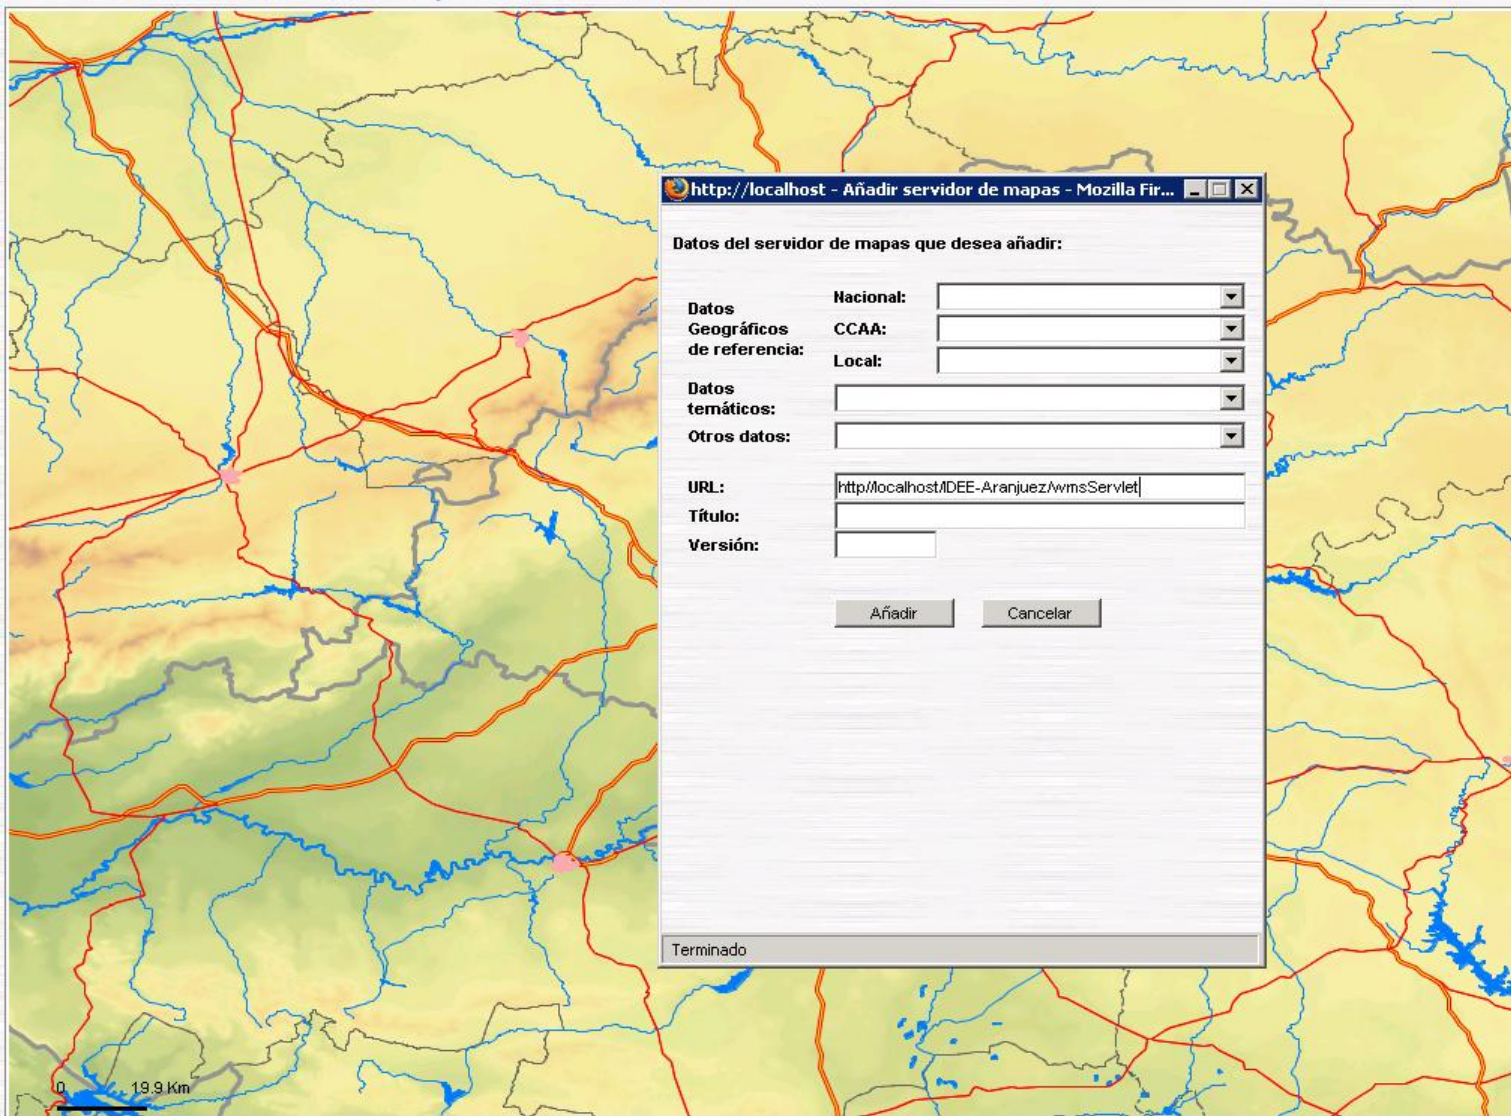 http://localhost - Añadir servidor de mapas - Mozilla Fir...
Datos del servidor de mapas que desea añadir:
Datos Geográficos de referencia:
Nacional:
CCAA:
Local:
Datos temáticos:
Otros datos:
URL: http//localhost/IDEE-Aranjuez/wmsServlet
Título:
Versión:
Añadir Cancelar
Terminado
0 19.9 Km